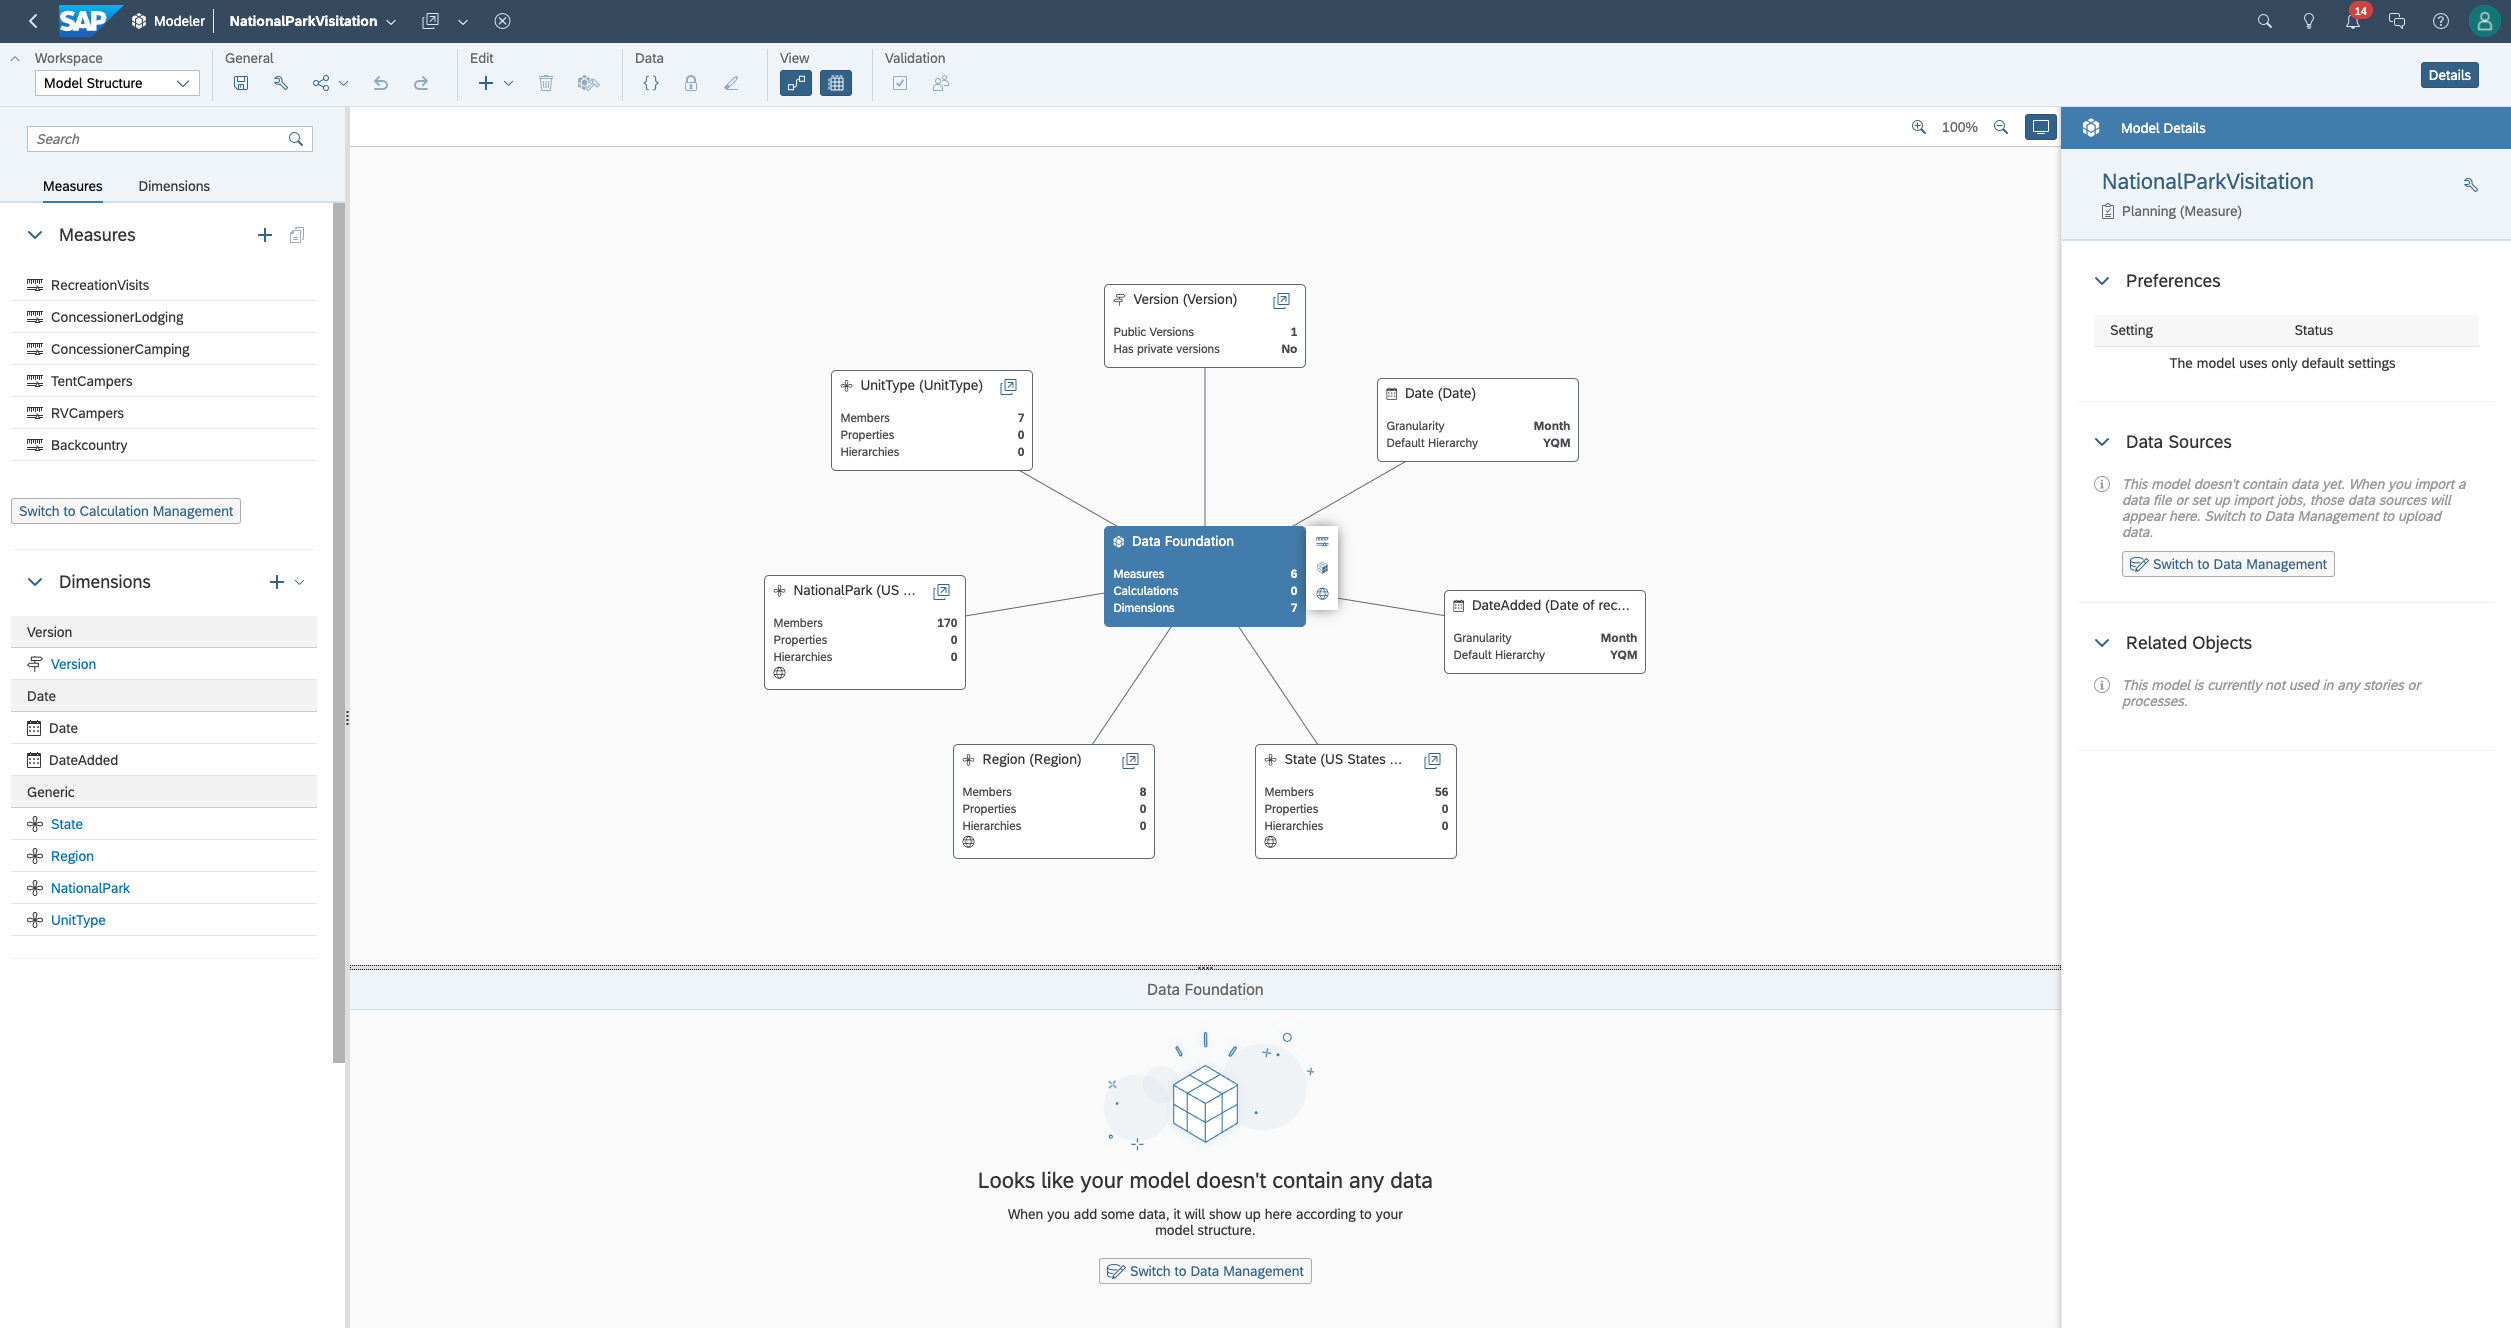 SAP Modeler NationalParkVisitation 14
Workspace General Edit Data View Validation
Model Structure Details
Search
Measures Dimensions
Measures
RecreationVisits
ConcessionerLodging
ConcessionerCamping
TentCampers
RVCampers
Backcountry
Switch to Calculation Management
Dimensions
Version
Version
Date
Date
DateAdded
Generic
State
Region
NationalPark
UnitType
100%
Version (Version)
Public Versions 1
Has private versions No
UnitType (UnitType)
Members 7
Properties 0
Hierarchies 0
Date (Date)
Granularity Month
Default Hierarchy YQM
Data Foundation
Measures 6
Calculations 0
Dimensions 7
NationalPark (US ...
Members 170
Properties 0
Hierarchies 0
DateAdded (Date of rec...
Granularity Month
Default Hierarchy YQM
Region (Region)
Members 8
Properties 0
Hierarchies 0
State (US States ...
Members 56
Properties 0
Hierarchies 0
Data Foundation
Looks like your model doesn't contain any data
When you add some data, it will show up here according to your
model structure.
Switch to Data Management
Model Details
NationalParkVisitation
Planning (Measure)
Preferences
Setting Status
The model uses only default settings
Data Sources
This model doesn't contain data yet. When you import a
data file or set up import jobs, those data sources will
appear here. Switch to Data Management to upload
data.
Switch to Data Management
Related Objects
This model is currently not used in any stories or
processes.